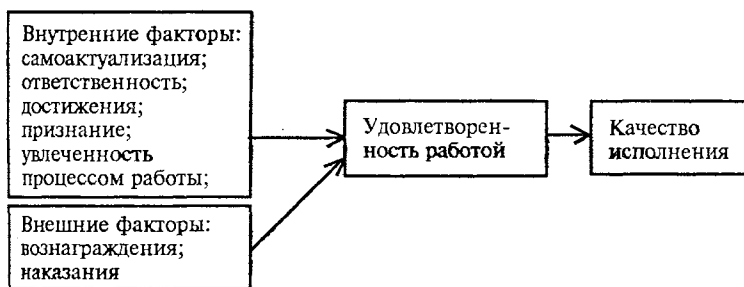 Внутренние факторы:
самоактуализация;
ответственность;
достижения;
признание;
увлеченность
процессом работы;
Внешние факторы:
вознаграждения;
наказания
Удовлетворен-
ность работой
Качество
исполнения